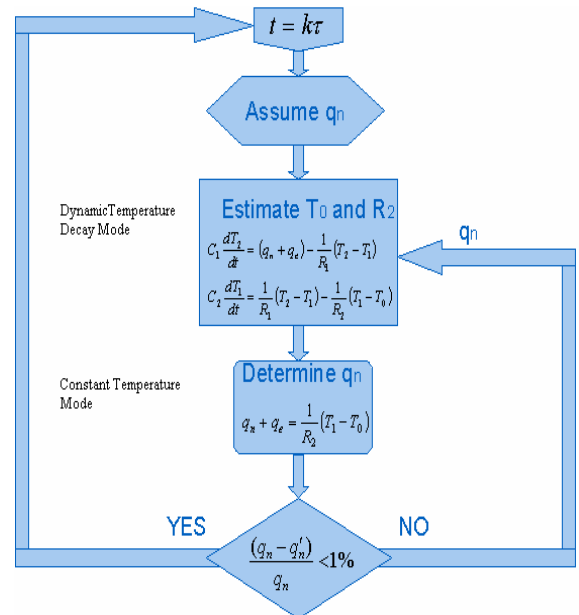 t = kτ
Assume qn
DynamicTemperature
Decay Mode
Estimate T0 and R2
C1 dT2/dt = (qn + qe) − 1/R1 (T2 − T1)
C2 dT1/dt = 1/R1 (T2 − T1) − 1/R2 (T1 − T0)
qn
Constant Temperature
Mode
Determine qn
qn + qe = 1/R2 (T1 − T0)
YES
NO
(qn − q′n)/qn <1%